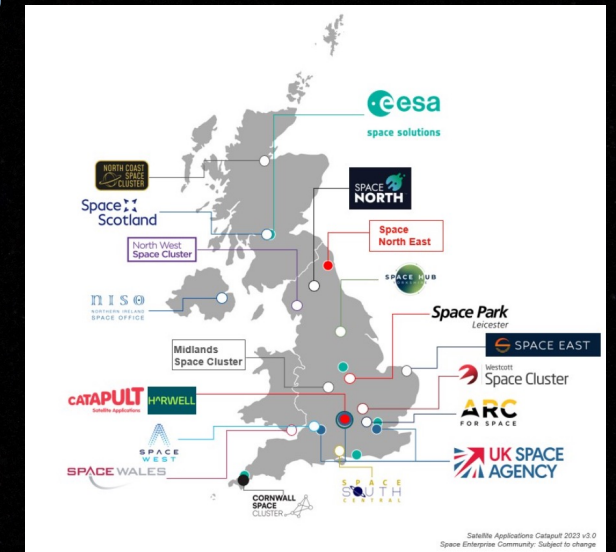 esa
space solutions
NORTH COAST
SPACE
CLUSTER
SPACE
NORTH
Space
Scotland
Space
North East
North West
Space Cluster
SPACE HUB
NISO
NORTHERN IRELAND
SPACE OFFICE
Space Park
Leicester
SPACE EAST
Midlands
Space Cluster
Westcott
Space Cluster
CATAPULT
Satellite Applications
HARWELL
ARC
FOR SPACE
SPACE
WEST
UK SPACE
AGENCY
SPACE WALES
SPACE
SOUTH
CENTRAL
CORNWALL
SPACE
CLUSTER
Satellite Applications Catapult 2023 v3.0
Space Enterprise Community: Subject to change